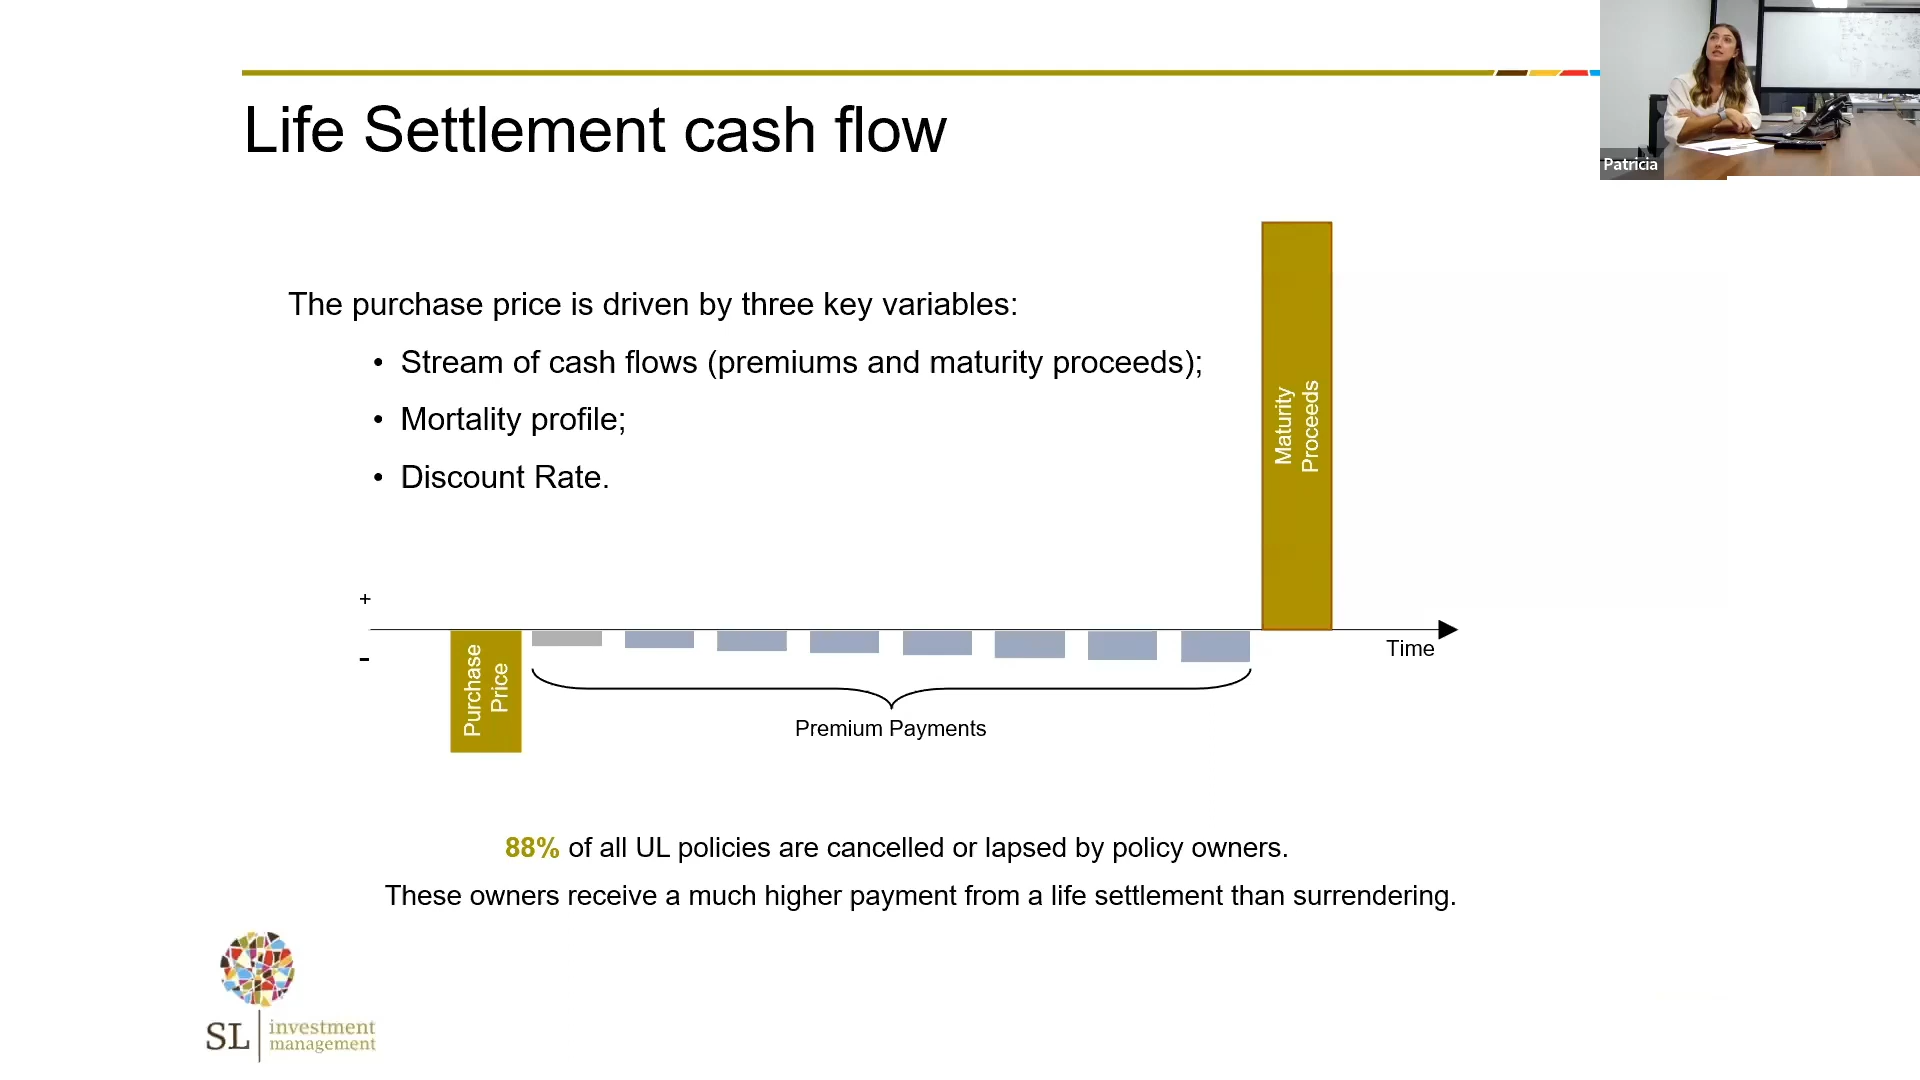 Patricia
Life Settlement cash flow
The purchase price is driven by three key variables:
• Stream of cash flows (premiums and maturity proceeds);
• Mortality profile;
• Discount Rate.
Maturity
Proceeds
+
-
Time
Purchase
Price
Premium Payments
88% of all UL policies are cancelled or lapsed by policy owners.
These owners receive a much higher payment from a life settlement than surrendering.
SL investment
management